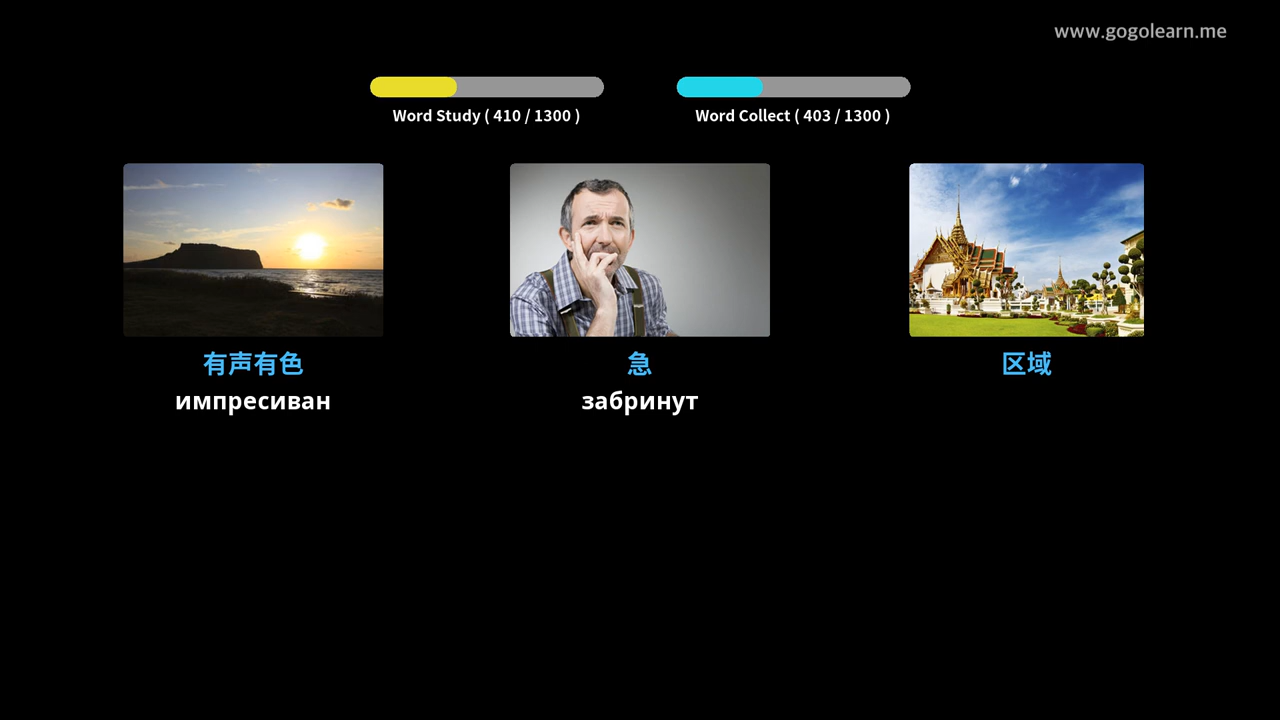 www.gogolearn.me
Word Study ( 410 / 1300 )
Word Collect ( 403 / 1300 )
有声有色
импресиван
急
забринут
区域